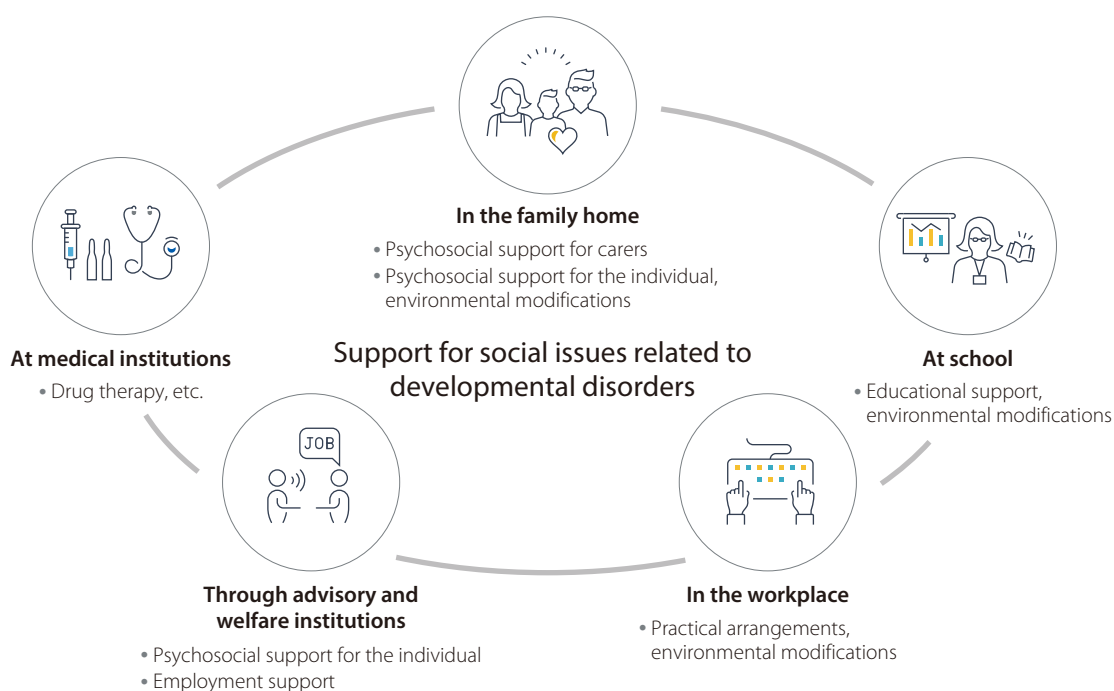 In the family home
• Psychosocial support for carers
• Psychosocial support for the individual,
environmental modifications
At medical institutions
• Drug therapy, etc.
Support for social issues related to
developmental disorders
At school
• Educational support,
environmental modifications
JOB
Through advisory and
welfare institutions
• Psychosocial support for the individual
• Employment support
In the workplace
• Practical arrangements,
environmental modifications